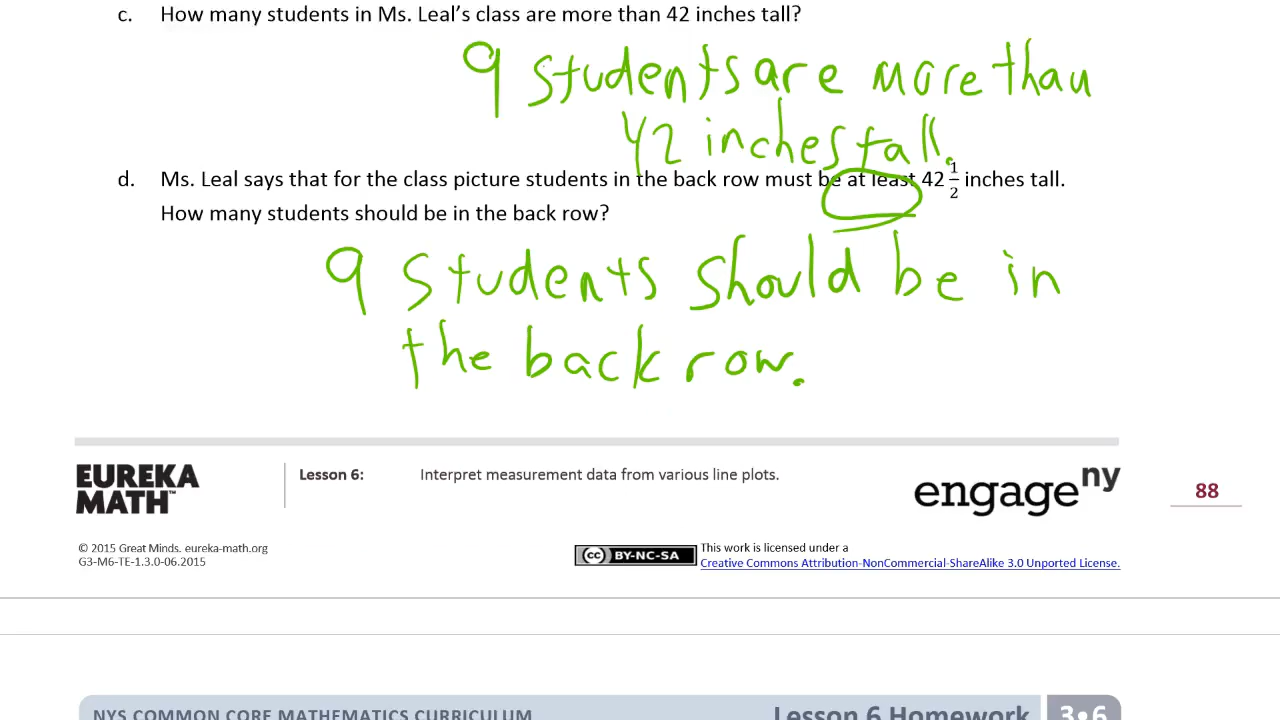 c. How many students in Ms. Leal's class are more than 42 inches tall?
9 students are more than
42 inches tall.
d. Ms. Leal says that for the class picture students in the back row must be at least 42 1/2 inches tall.
How many students should be in the back row?
9 students should be in
the back row.
EUREKA
MATH™
Lesson 6: Interpret measurement data from various line plots.
engage ny
88
© 2015 Great Minds. eureka-math.org
G3-M6-TE-1.3.0-06.2015
cc BY-NC-SA
This work is licensed under a
Creative Commons Attribution-NonCommercial-ShareAlike 3.0 Unported License.
NYS COMMON CORE MATHEMATICS CURRICULUM
Lesson 6 Homework
3•6